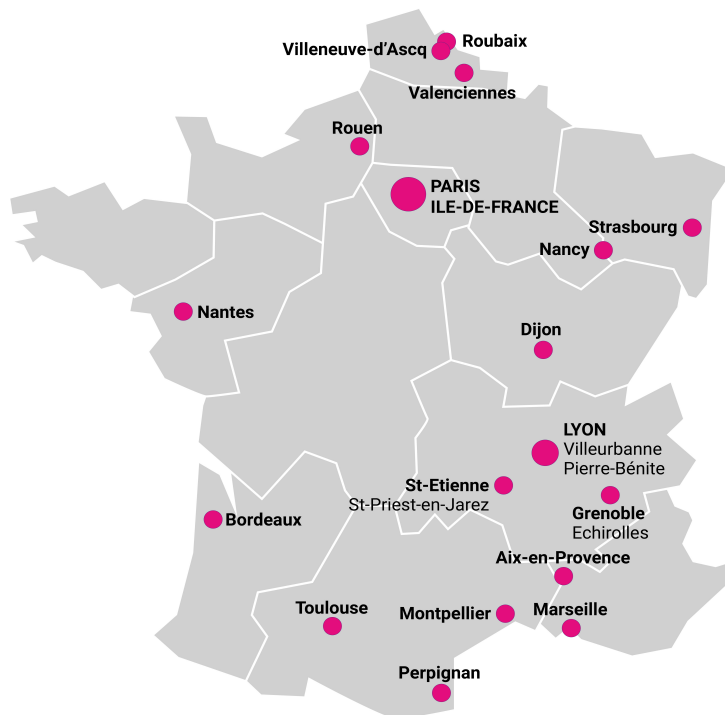 Roubaix
Villeneuve-d’Ascq
Valenciennes
Rouen
PARIS
ILE-DE-FRANCE
Strasbourg
Nancy
Nantes
Dijon
LYON
Villeurbanne
Pierre-Bénite
St-Etienne
St-Priest-en-Jarez
Grenoble
Echirolles
Bordeaux
Aix-en-Provence
Toulouse
Montpellier
Marseille
Perpignan